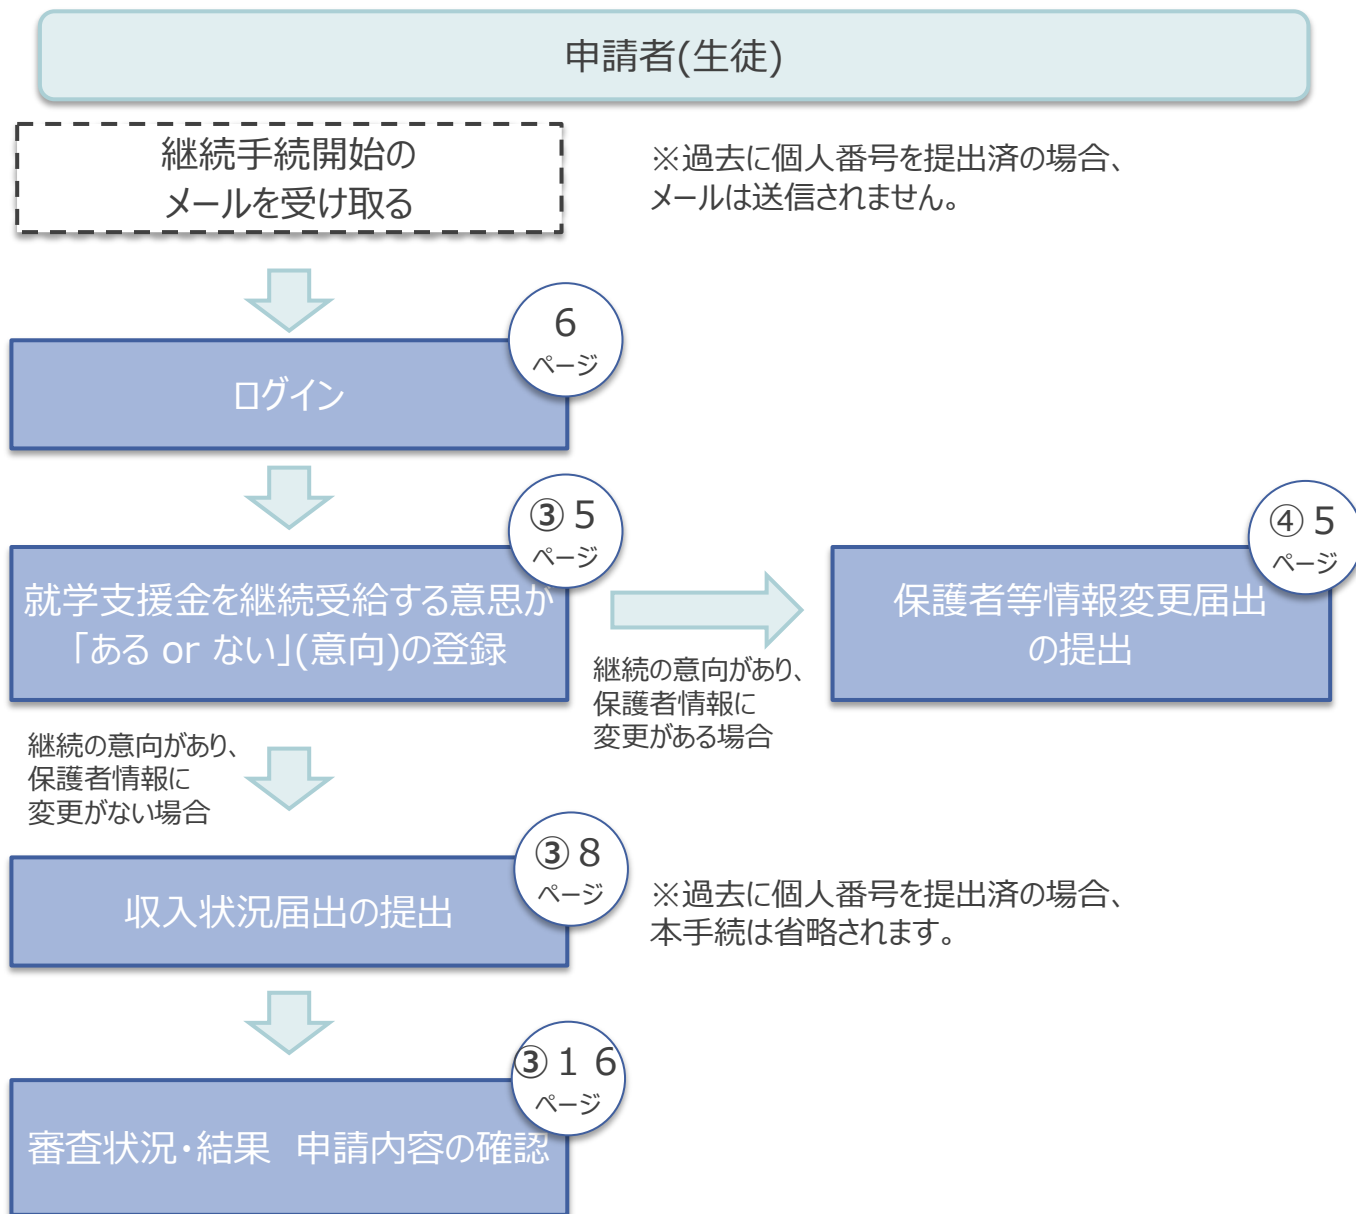 申請者(生徒)
継続手続開始の
メールを受け取る
※過去に個人番号を提出済の場合、
メールは送信されません。
6
ページ
ログイン
③５
ページ
就学支援金を継続受給する意思が
「ある or ない」(意向)の登録
④５
ページ
保護者等情報変更届出
の提出
継続の意向があり、
保護者情報に
変更がある場合
継続の意向があり、
保護者情報に
変更がない場合
③８
ページ
収入状況届出の提出
※過去に個人番号を提出済の場合、
本手続は省略されます。
③１６
ページ
審査状況・結果　申請内容の確認